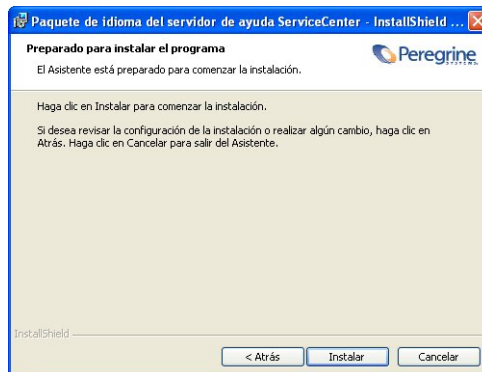 Paquete de idioma del servidor de ayuda ServiceCenter - InstallShield ...
Preparado para instalar el programa
Peregrine
SYSTEMS
El Asistente está preparado para comenzar la instalación.
Haga clic en Instalar para comenzar la instalación.
Si desea revisar la configuración de la instalación o realizar algún cambio, haga clic en
Atrás. Haga clic en Cancelar para salir del Asistente.
InstallShield
< Atrás
Instalar
Cancelar